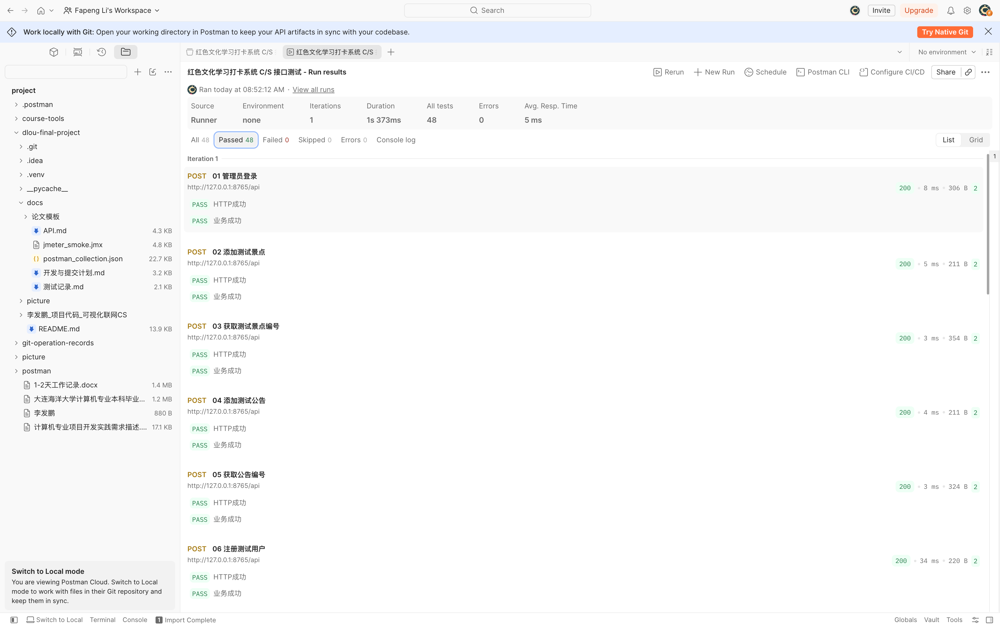 Fapeng Li's Workspace
Search
Invite
Upgrade
Work locally with Git: Open your working directory in Postman to keep your API artifacts in sync with your codebase.
Try Native Git
红色文化学习打卡系统 C/S
红色文化学习打卡系统 C/S
No environment
project
.postman
course-tools
dlou-final-project
.git
.idea
.venv
__pycache__
docs
论文模板
API.md 4.3 KB
jmeter_smoke.jmx 4.8 KB
postman_collection.json 22.7 KB
开发与提交计划.md 3.2 KB
测试记录.md 2.1 KB
picture
李发鹏_项目代码_可视化联网CS
README.md 13.9 KB
git-operation-records
picture
postman
1-2天工作记录.docx 1.4 MB
大连海洋大学计算机专业本科毕业... 1.2 MB
李发鹏 880 B
计算机专业项目开发实践需求描述.... 17.1 KB
Switch to Local mode
You are viewing Postman Cloud. Switch to Local
mode to work with files in their Git repository and
keep them in sync.
红色文化学习打卡系统 C/S 接口测试 - Run results
Rerun
New Run
Schedule
Postman CLI
Configure CI/CD
Share
Ran today at 08:52:12 AM · View all runs
Source Environment Iterations Duration All tests Errors Avg. Resp. Time
Runner none 1 1s 373ms 48 0 5 ms
All 48 Passed 48 Failed 0 Skipped 0 Errors 0 Console log
List Grid
Iteration 1
1
POST 01 管理员登录
http://127.0.0.1:8765/api
200 • 8 ms • 306 B 2
PASS HTTP成功
PASS 业务成功
POST 02 添加测试景点
http://127.0.0.1:8765/api
200 • 5 ms • 211 B 2
PASS HTTP成功
PASS 业务成功
POST 03 获取测试景点编号
http://127.0.0.1:8765/api
200 • 3 ms • 354 B 2
PASS HTTP成功
PASS 业务成功
POST 04 添加测试公告
http://127.0.0.1:8765/api
200 • 4 ms • 211 B 2
PASS HTTP成功
PASS 业务成功
POST 05 获取公告编号
http://127.0.0.1:8765/api
200 • 3 ms • 324 B 2
PASS HTTP成功
PASS 业务成功
POST 06 注册测试用户
http://127.0.0.1:8765/api
200 • 34 ms • 220 B 2
PASS HTTP成功
PASS 业务成功
Switch to Local Terminal Console 1 Import Complete
Globals Vault Tools